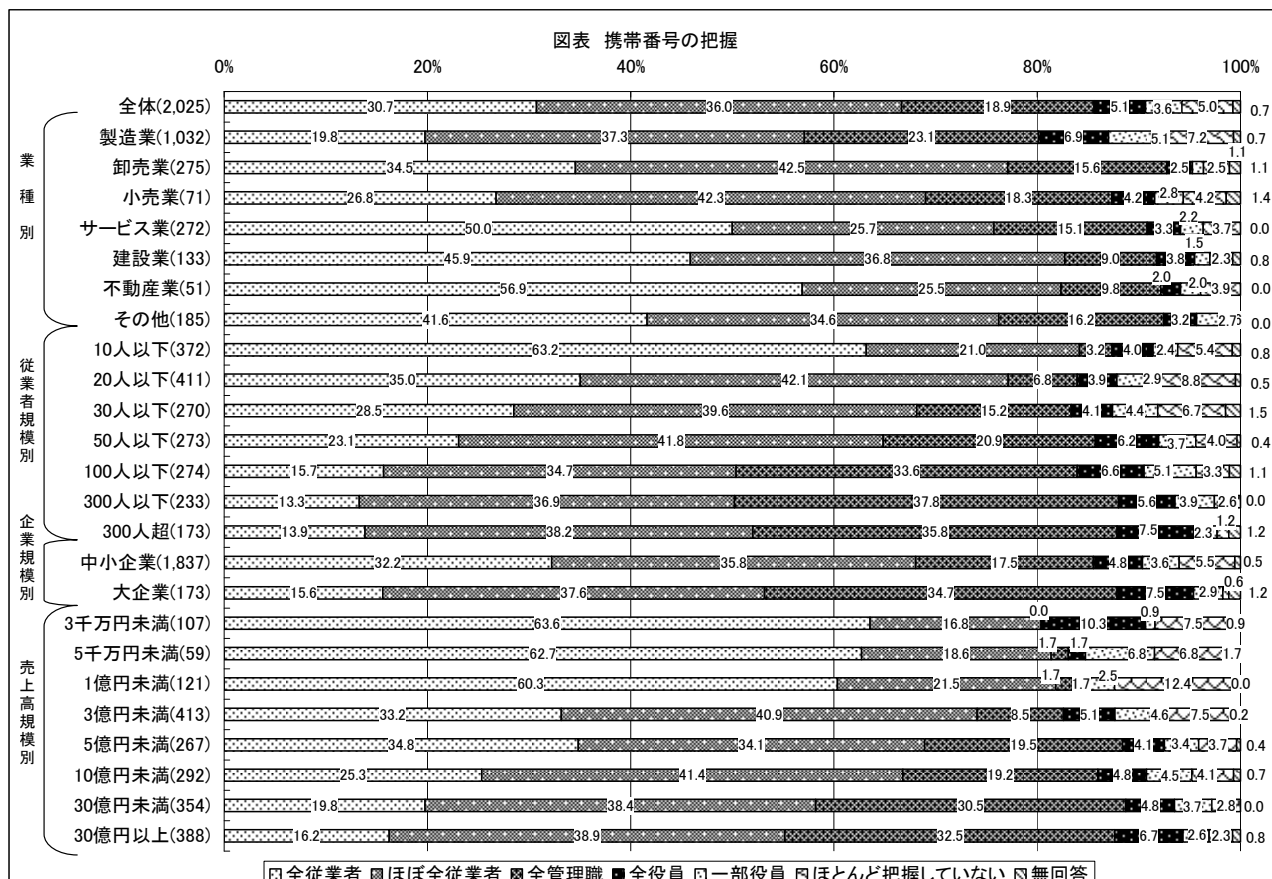 図表 携帯番号の把握
0% 20% 40% 60% 80% 100%
業種別
全体(2,025) 30.7 36.0 18.9 5.1 3.6 5.0 0.7
製造業(1,032) 19.8 37.3 23.1 6.9 5.1 7.2 0.7
卸売業(275) 34.5 42.5 15.6 2.5 2.5 1.1 1.1
小売業(71) 26.8 42.3 18.3 4.2 2.8 4.2 1.4
サービス業(272) 50.0 25.7 15.1 3.3 2.2 3.7 0.0
建設業(133) 45.9 36.8 9.0 3.8 1.5 2.3 0.8
不動産業(51) 56.9 25.5 9.8 2.0 2.0 3.9 0.0
その他(185) 41.6 34.6 16.2 3.2 2.7 0.0
従業者規模別
10人以下(372) 63.2 21.0 3.2 4.0 2.4 5.4 0.8
20人以下(411) 35.0 42.1 6.8 3.9 2.9 8.8 0.5
30人以下(270) 28.5 39.6 15.2 4.1 4.4 6.7 1.5
50人以下(273) 23.1 41.8 20.9 6.2 3.7 4.0 0.4
100人以下(274) 15.7 34.7 33.6 6.6 5.1 3.3 1.1
300人以下(233) 13.3 36.9 37.8 5.6 3.9 2.6 0.0
300人超(173) 13.9 38.2 35.8 7.5 2.3 1.2 1.2
企業規模別
中小企業(1,837) 32.2 35.8 17.5 4.8 3.6 5.5 0.5
大企業(173) 15.6 37.6 34.7 7.5 2.9 0.6 1.2
売上高規模別
3千万円未満(107) 63.6 16.8 0.0 10.3 0.9 7.5 0.9
5千万円未満(59) 62.7 18.6 1.7 1.7 6.8 6.8 1.7
1億円未満(121) 60.3 21.5 1.7 1.7 2.5 12.4 0.0
3億円未満(413) 33.2 40.9 8.5 5.1 4.6 7.5 0.2
5億円未満(267) 34.8 34.1 19.5 4.1 3.4 3.7 0.4
10億円未満(292) 25.3 41.4 19.2 4.8 4.5 4.1 0.7
30億円未満(354) 19.8 38.4 30.5 4.8 3.7 2.8 0.0
30億円以上(388) 16.2 38.9 32.5 6.7 2.6 2.3 0.8
全従業者 ほぼ全従業者 全管理職 全役員 一部役員 ほとんど把握していない 無回答